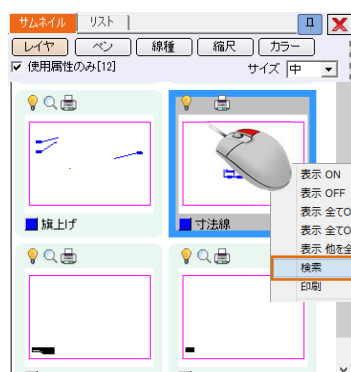 サムネイル リスト
レイヤ ペン 線種 縮尺 カラー
使用属性のみ[12] サイズ 中
旗上げ 寸法線
表示 ON
表示 OFF
表示 全てO
表示 全てO
表示 他を全
検索
印刷